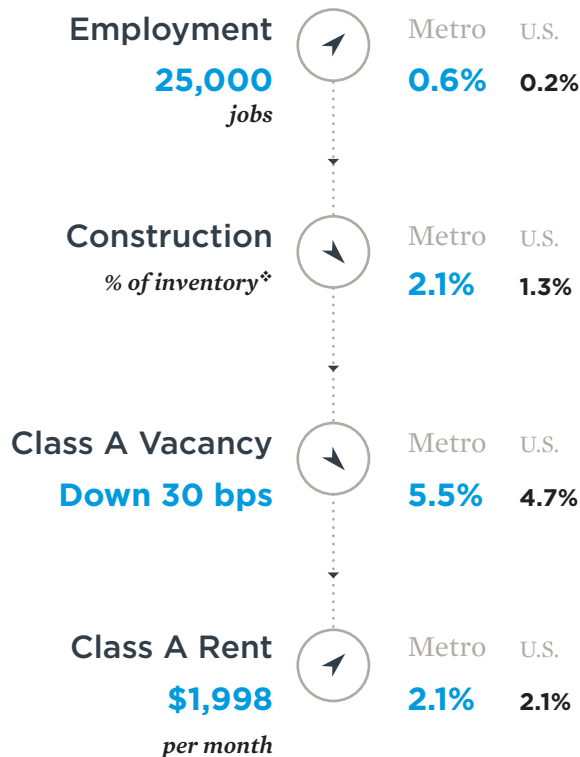 Employment Metro U.S.
25,000 0.6% 0.2%
jobs
Construction Metro U.S.
% of inventory❖ 2.1% 1.3%
Class A Vacancy Metro U.S.
Down 30 bps 5.5% 4.7%
Class A Rent Metro U.S.
$1,998 2.1% 2.1%
per month